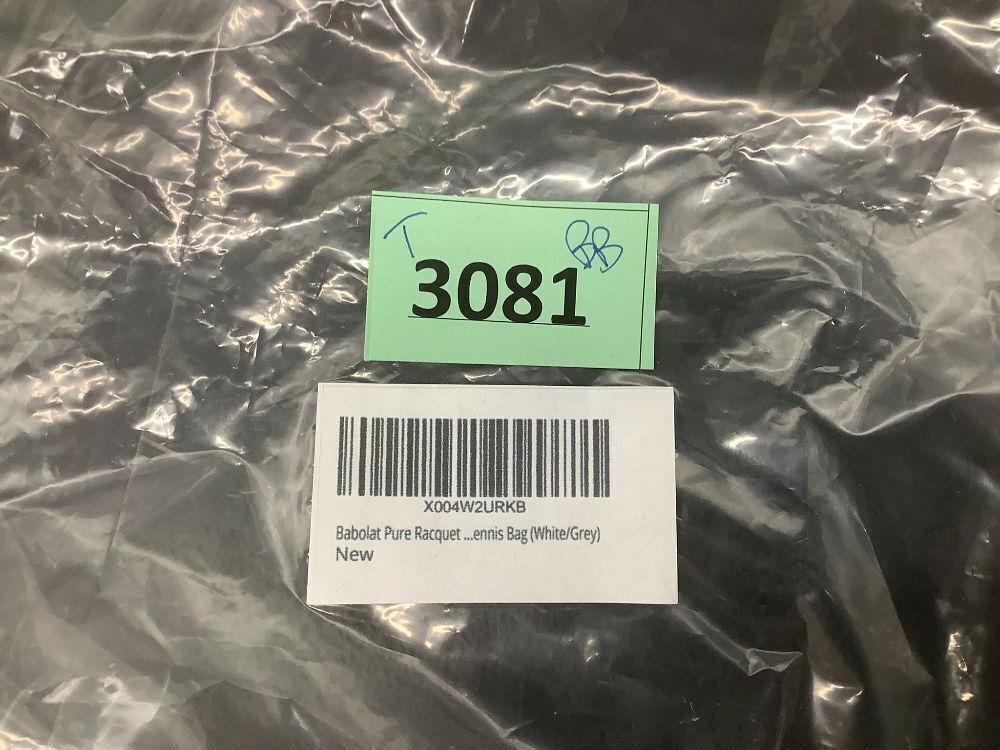 T BB
3081
X004W2URKB
Babolat Pure Racquet ...ennis Bag (White/Grey)
New